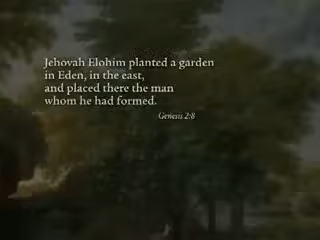 Jehovah Elohim planted a garden
in Eden, in the east,
and placed there the man
whom he had formed.
Genesis 2:8